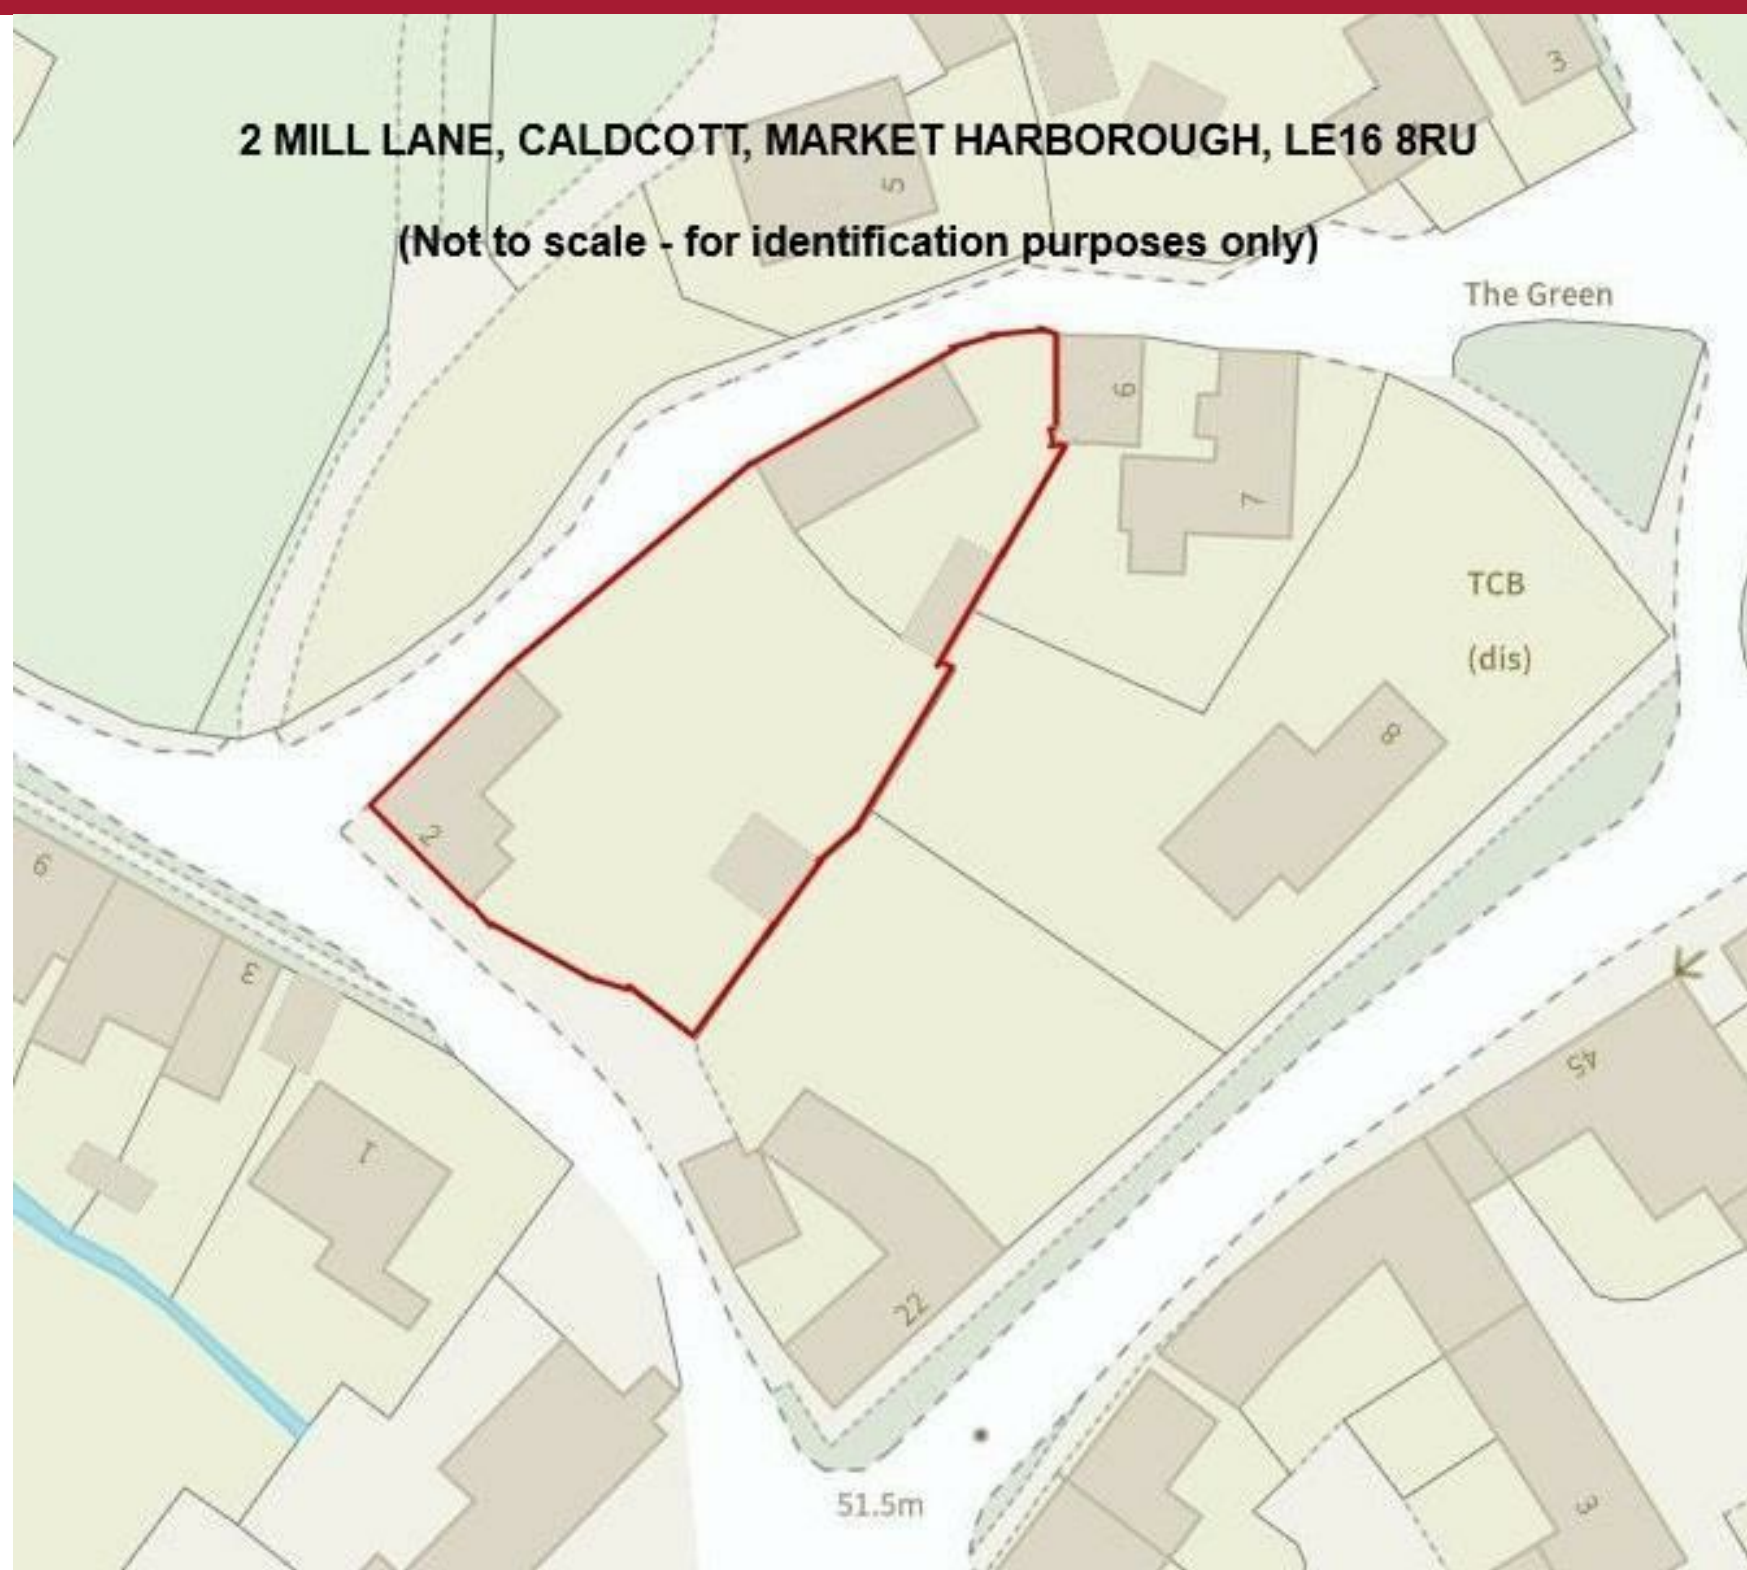 3
2 MILL LANE, CALDCOTT, MARKET HARBOROUGH, LE16 8RU
5
(Not to scale - for identification purposes only)
The Green
6
7
TCB
(dis)
8
2
6
3
45
1
22
51.5m
3